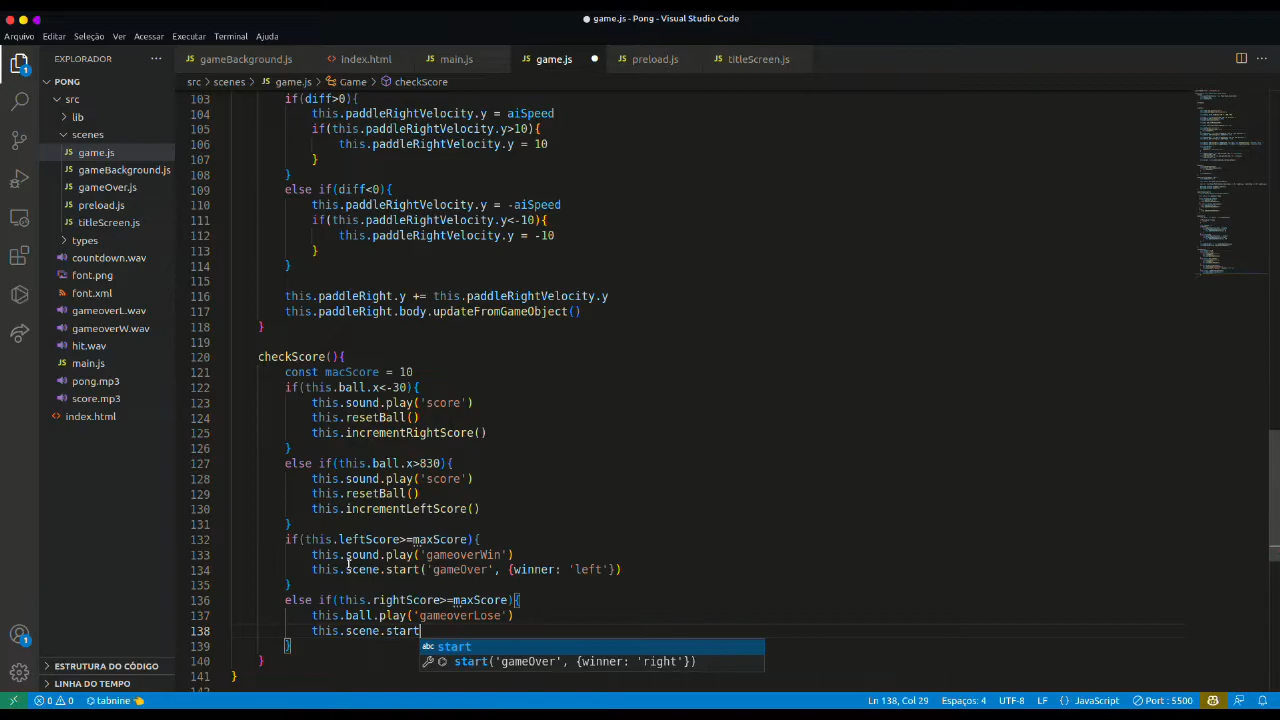 game.js - Pong - Visual Studio Code
Arquivo Editar Seleção Ver Acessar Executar Terminal Ajuda
EXPLORADOR
gameBackground.js index.html main.js game.js preload.js titleScreen.js
PONG
src > scenes > game.js > Game > checkScore
src
lib
scenes
game.js
gameBackground.js
gameOver.js
preload.js
titleScreen.js
types
countdown.wav
font.png
font.xml
gameoverL.wav
gameoverW.wav
hit.wav
main.js
pong.mp3
score.mp3
index.html
ESTRUTURA DO CÓDIGO
LINHA DO TEMPO
103 if(diff>0){
104 this.paddleRightVelocity.y = aiSpeed
105 if(this.paddleRightVelocity.y>10){
106 this.paddleRightVelocity.y = 10
107 }
108 }
109 else if(diff<0){
110 this.paddleRightVelocity.y = -aiSpeed
111 if(this.paddleRightVelocity.y<-10){
112 this.paddleRightVelocity.y = -10
113 }
114 }
115
116 this.paddleRight.y += this.paddleRightVelocity.y
117 this.paddleRight.body.updateFromGameObject()
118 }
119
120 checkScore(){
121 const macScore = 10
122 if(this.ball.x<-30){
123 this.sound.play('score')
124 this.resetBall()
125 this.incrementRightScore()
126 }
127 else if(this.ball.x>830){
128 this.sound.play('score')
129 this.resetBall()
130 this.incrementLeftScore()
131 }
132 if(this.leftScore>=maxScore){
133 this.sound.play('gameoverWin')
134 this.scene.start('gameOver', {winner: 'left'})
135 }
136 else if(this.rightScore>=maxScore){
137 this.ball.play('gameoverLose')
138 this.scene.start
139 }
140 }
141 }
142
abc start
start('gameOver', {winner: 'right'})
0 0 tabnine Ln 138, Col 29 Espaços: 4 UTF-8 LF {} JavaScript Port : 5500